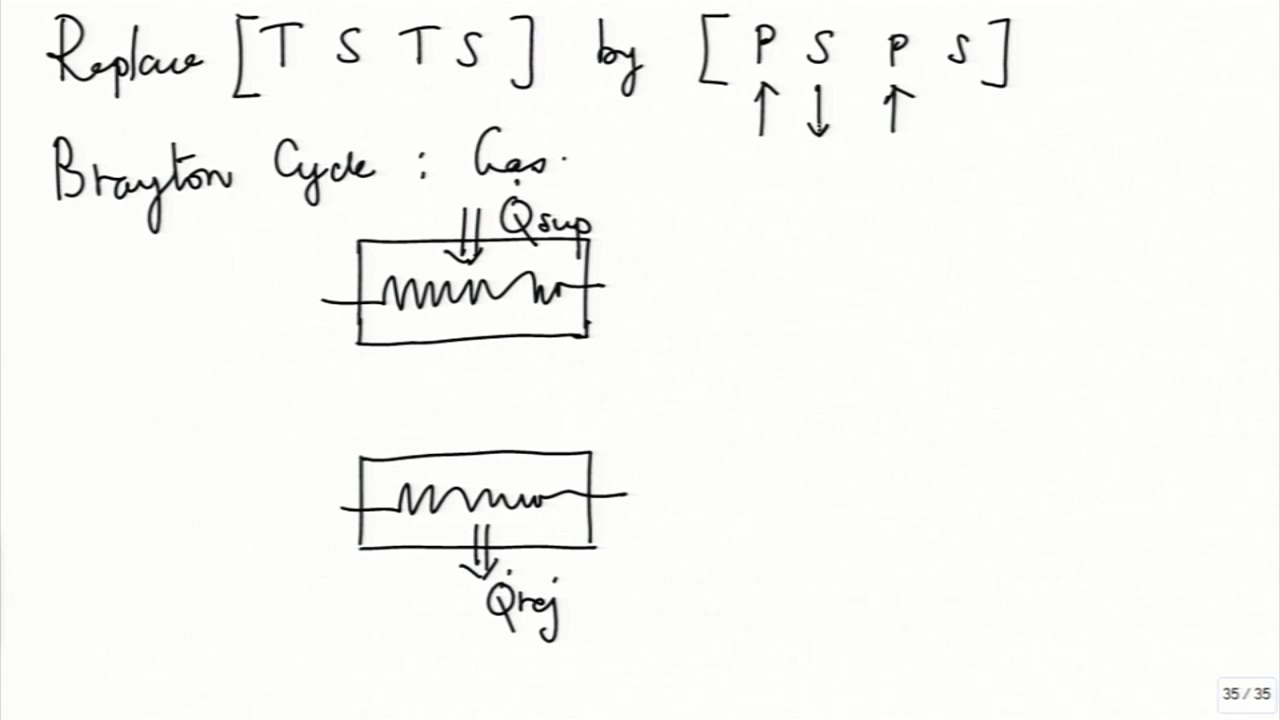 Replace [T S T S] by [P S P S]
↑ ↓ ↑
Brayton Cycle : Gas.
Q̇sup
Q̇rej
35 / 35